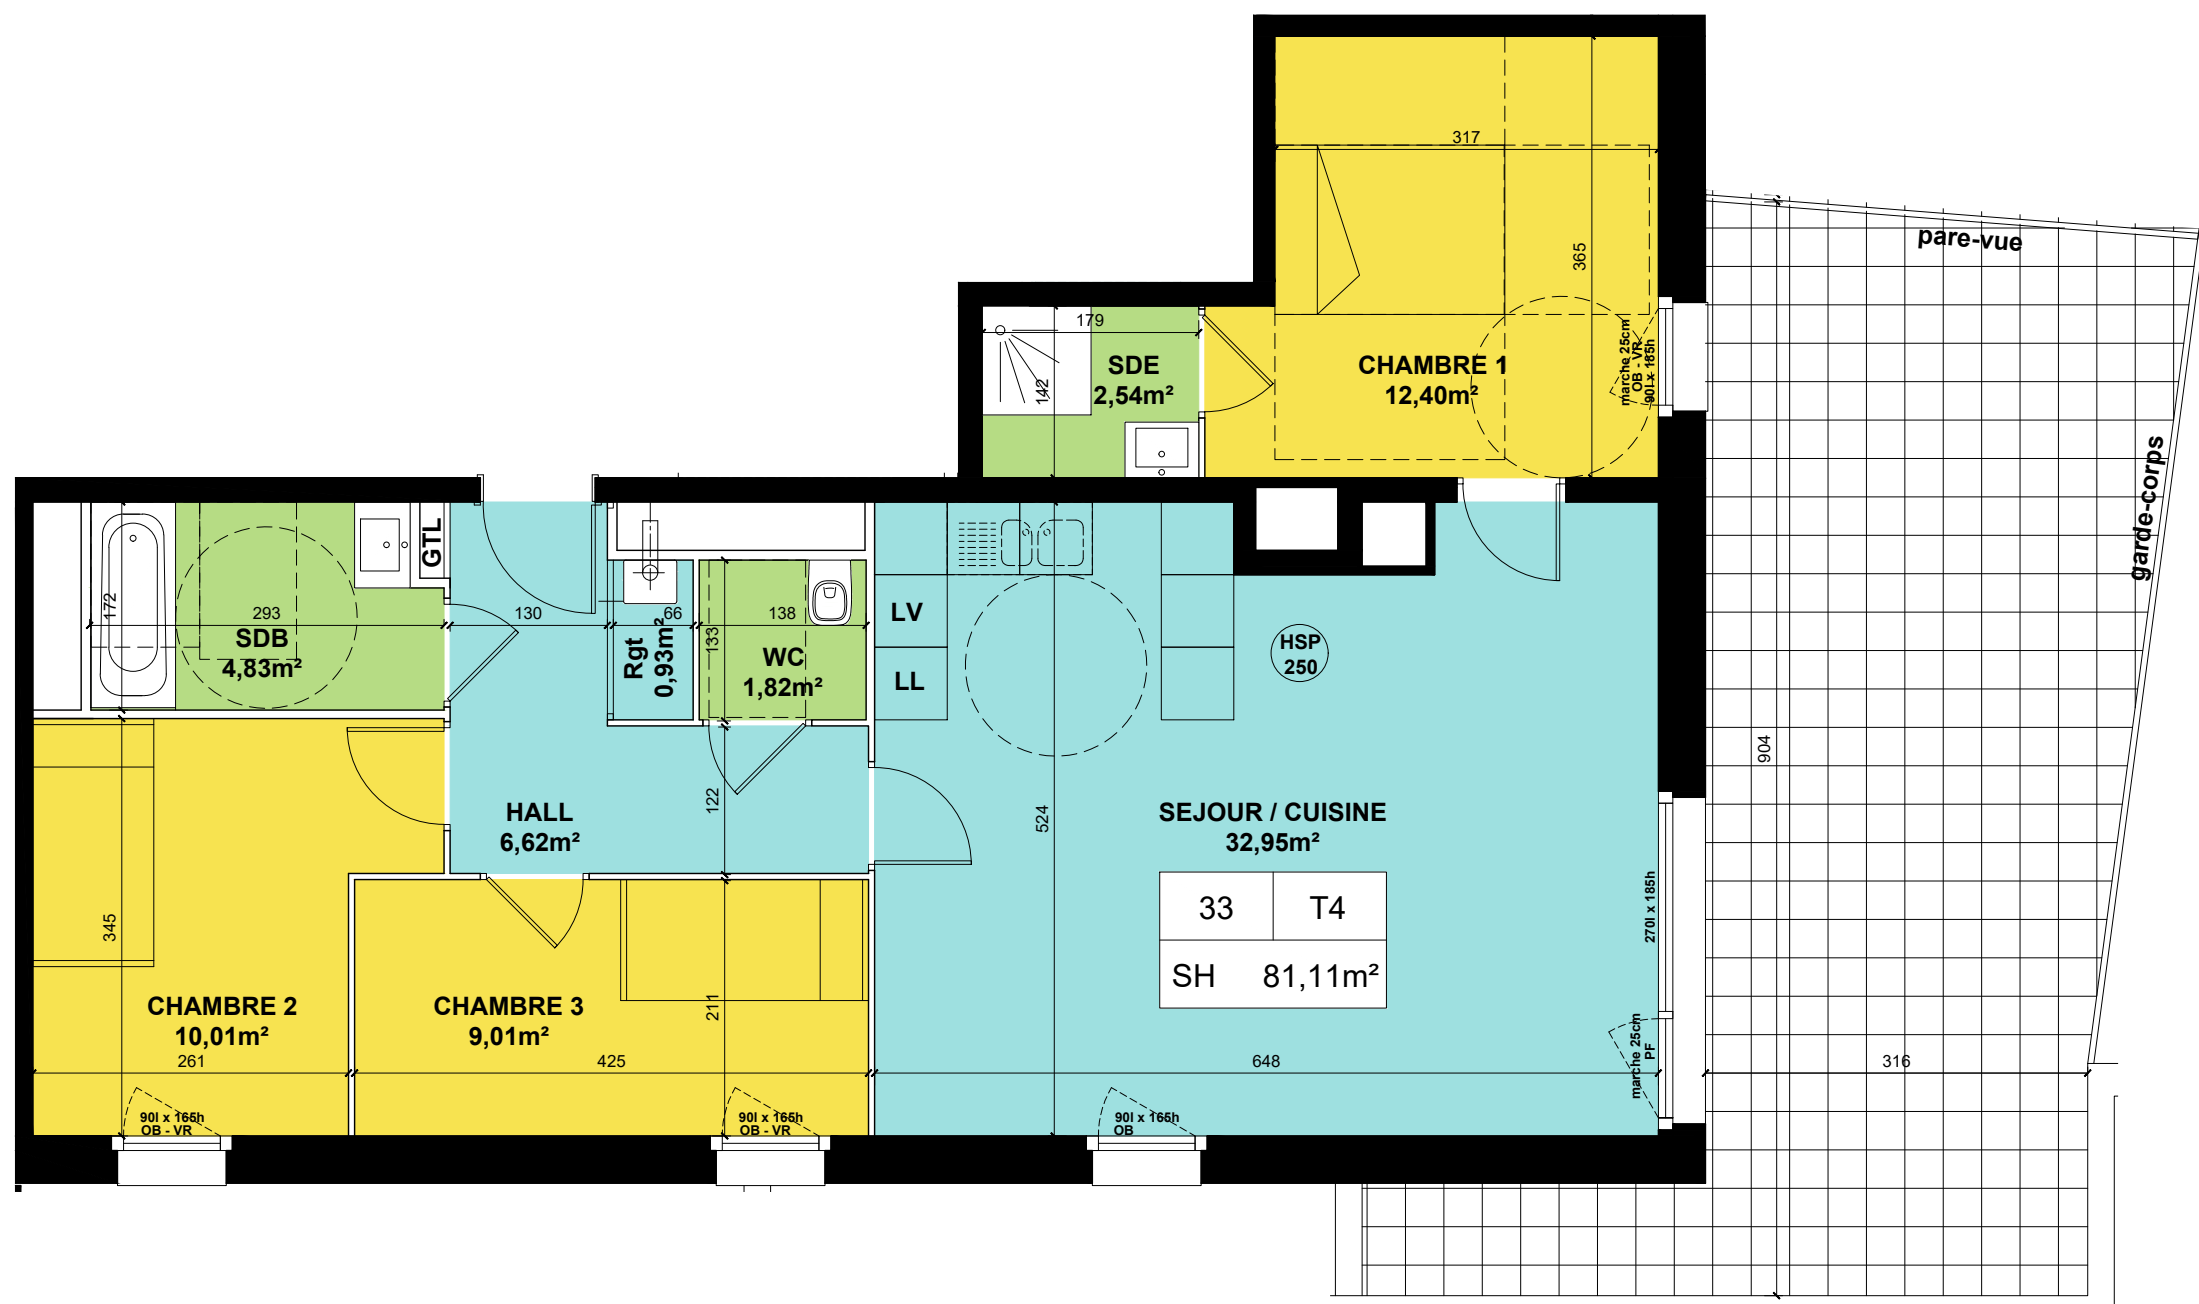 317
365
pare-vue
179
142
SDE
2,54m²
CHAMBRE 1
12,40m²
marche 25cm
OB - VR
90l x 185h
garde-corps
GTL
172
293
SDB
4,83m²
130
66
Rgt
0,93m²
133
138
WC
1,82m²
LV
LL
HSP
250
904
HALL
6,62m²
122
524
SEJOUR / CUISINE
32,95m²
33
T4
SH 81,11m²
270l x 185h
marche 25cm
PF
345
CHAMBRE 2
10,01m²
261
CHAMBRE 3
9,01m²
211
425
648
316
90l x 165h
OB - VR
90l x 165h
OB - VR
90l x 165h
OB